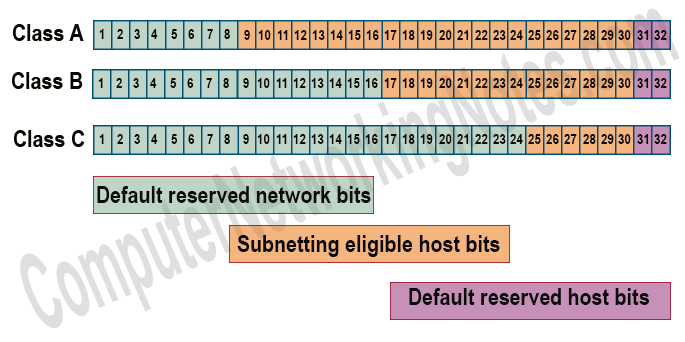 Class A 1 2 3 4 5 6 7 8 9 10 11 12 13 14 15 16 17 18 19 20 21 22 23 24 25 26 27 28 29 30 31 32
Class B 1 2 3 4 5 6 7 8 9 10 11 12 13 14 15 16 17 18 19 20 21 22 23 24 25 26 27 28 29 30 31 32
Class C 1 2 3 4 5 6 7 8 9 10 11 12 13 14 15 16 17 18 19 20 21 22 23 24 25 26 27 28 29 30 31 32
Default reserved network bits
Subnetting eligible host bits
Default reserved host bits
ComputerNetworkingNotes.com